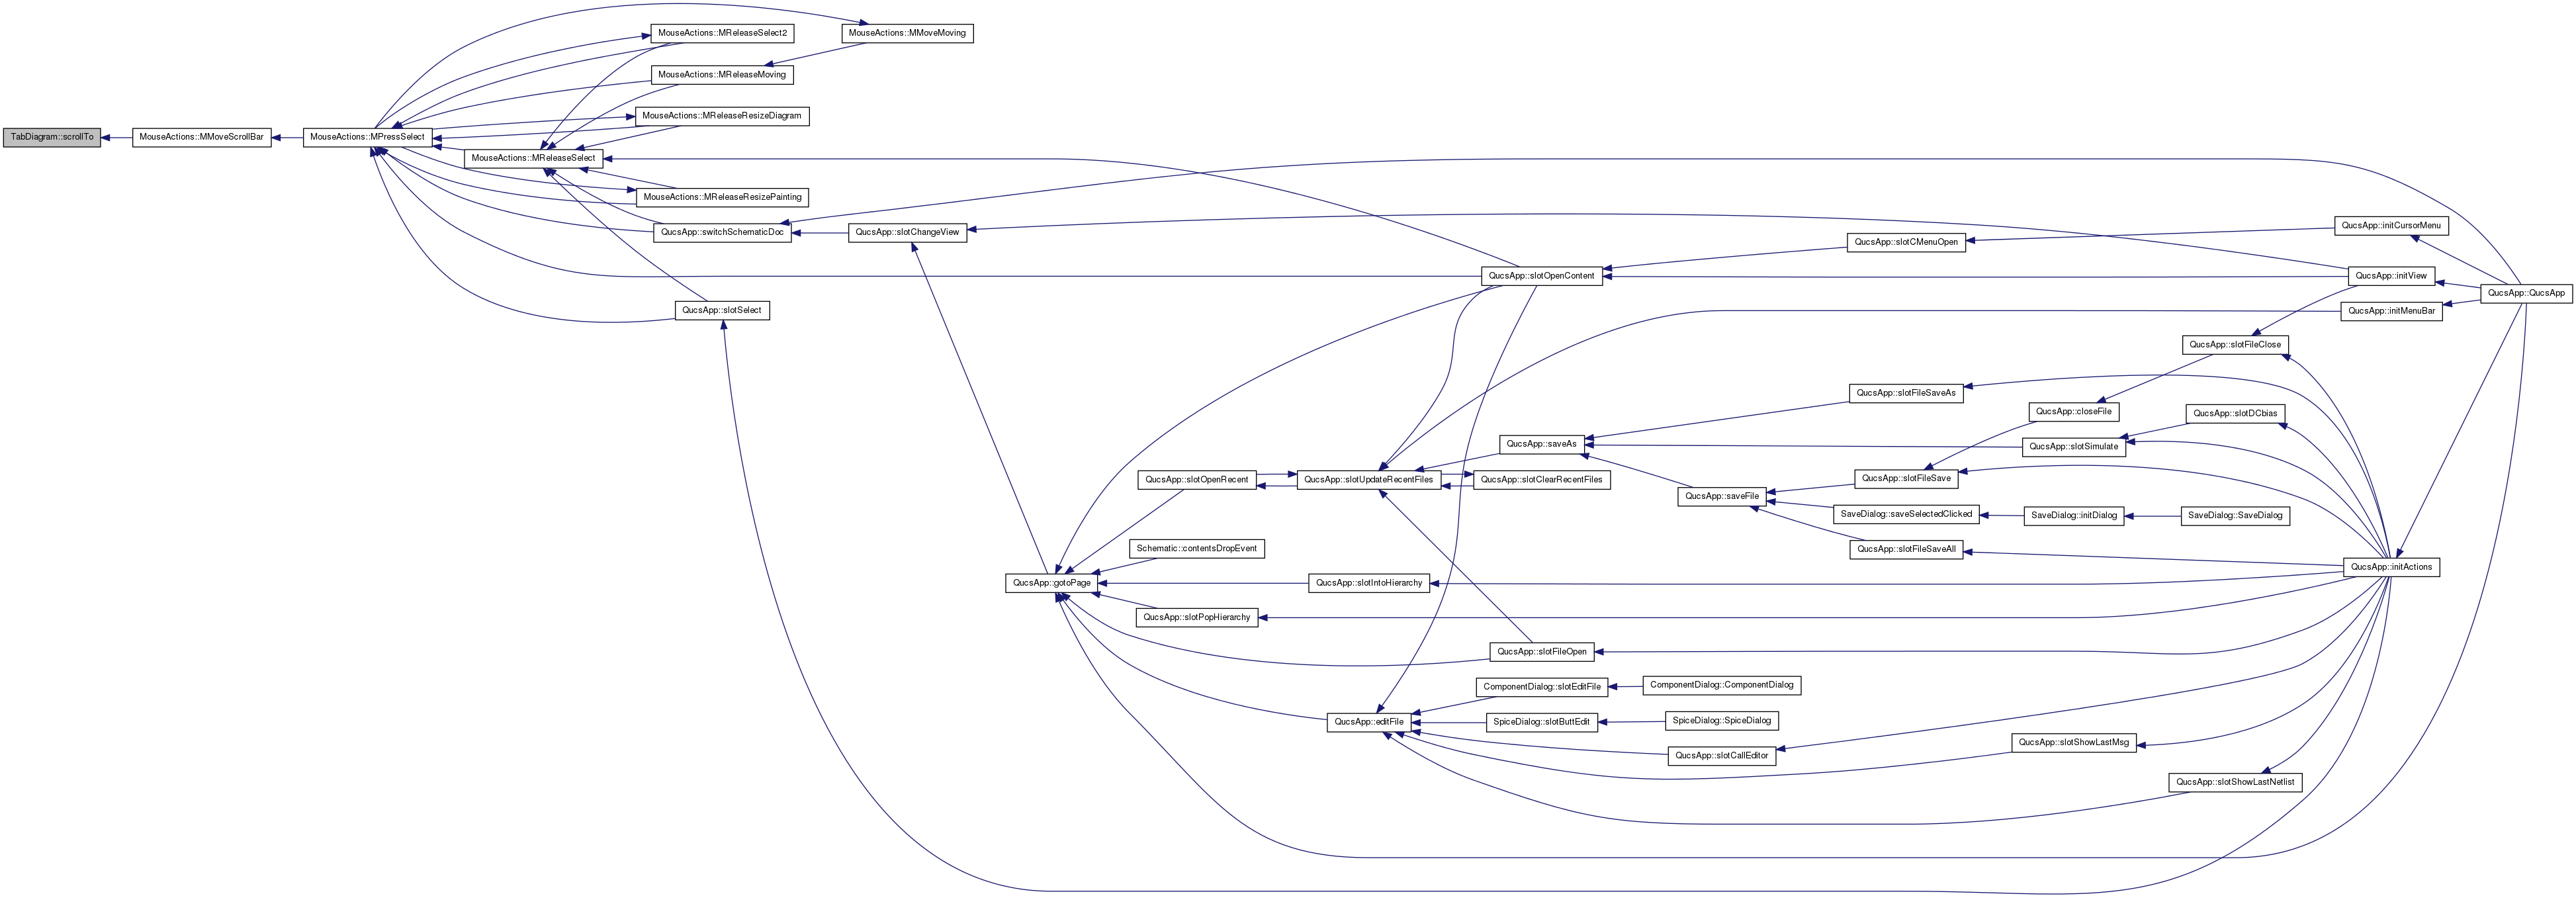 TabDiagram::scrollTo
MouseActions::MMoveScrollBar
MouseActions::MPressSelect
MouseActions::MReleaseSelect2
MouseActions::MMoveMoving
MouseActions::MReleaseMoving
MouseActions::MReleaseResizeDiagram
MouseActions::MReleaseSelect
MouseActions::MReleaseResizePainting
QucsApp::switchSchematicDoc
QucsApp::slotChangeView
QucsApp::slotSelect
QucsApp::slotOpenContent
QucsApp::slotCMenuOpen
QucsApp::initCursorMenu
QucsApp::initView
QucsApp::QucsApp
QucsApp::initMenuBar
QucsApp::slotFileClose
QucsApp::slotFileSaveAs
QucsApp::closeFile
QucsApp::slotDCbias
QucsApp::saveAs
QucsApp::slotSimulate
QucsApp::slotOpenRecent
QucsApp::slotUpdateRecentFiles
QucsApp::slotClearRecentFiles
QucsApp::slotFileSave
QucsApp::saveFile
SaveDialog::saveSelectedClicked
SaveDialog::initDialog
SaveDialog::SaveDialog
Schematic::contentsDropEvent
QucsApp::slotFileSaveAll
QucsApp::initActions
QucsApp::gotoPage
QucsApp::slotIntoHierarchy
QucsApp::slotPopHierarchy
QucsApp::slotFileOpen
ComponentDialog::slotEditFile
ComponentDialog::ComponentDialog
QucsApp::editFile
SpiceDialog::slotButtEdit
SpiceDialog::SpiceDialog
QucsApp::slotCallEditor
QucsApp::slotShowLastMsg
QucsApp::slotShowLastNetlist